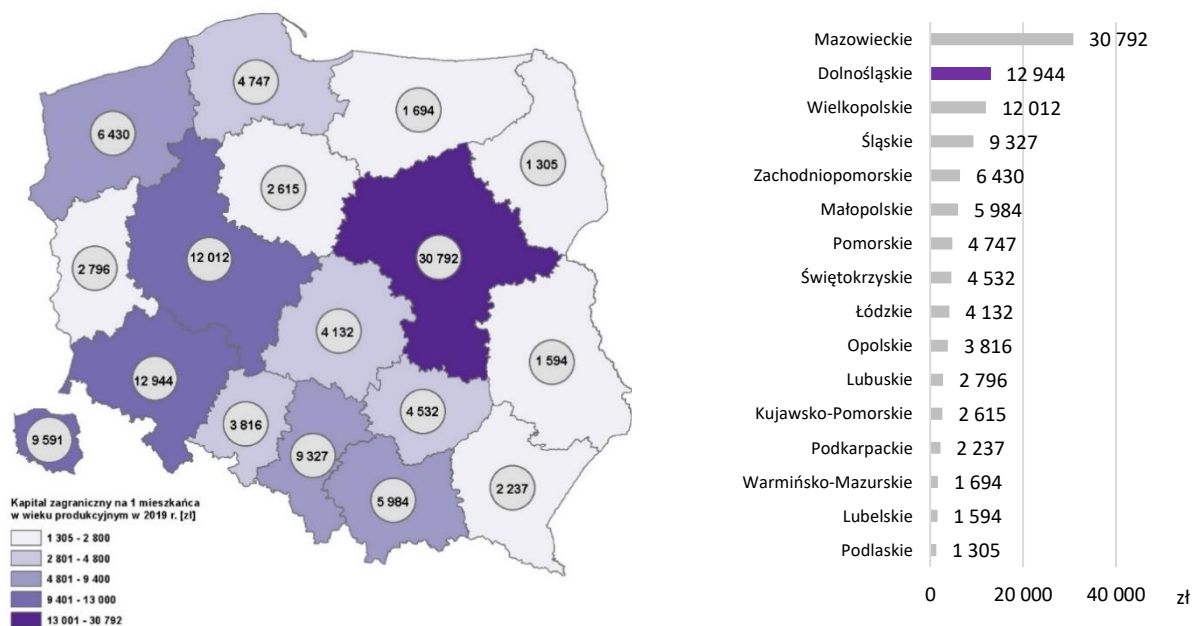 4 747
1 694
6 430
1 305
2 615
12 012
30 792
2 796
4 132
1 594
12 944
4 532
3 816
9 591
9 327
2 237
5 984
Kapitał zagraniczny na 1 mieszkańca
w wieku produkcyjnym w 2019 r. [zł]
1 305 - 2 800
2 801 - 4 800
4 801 - 9 400
9 401 - 13 000
13 001 - 30 792
Mazowieckie 30 792
Dolnośląskie 12 944
Wielkopolskie 12 012
Śląskie 9 327
Zachodniopomorskie 6 430
Małopolskie 5 984
Pomorskie 4 747
Świętokrzyskie 4 532
Łódzkie 4 132
Opolskie 3 816
Lubuskie 2 796
Kujawsko-Pomorskie 2 615
Podkarpackie 2 237
Warmińsko-Mazurskie 1 694
Lubelskie 1 594
Podlaskie 1 305
0 20 000 40 000 zł